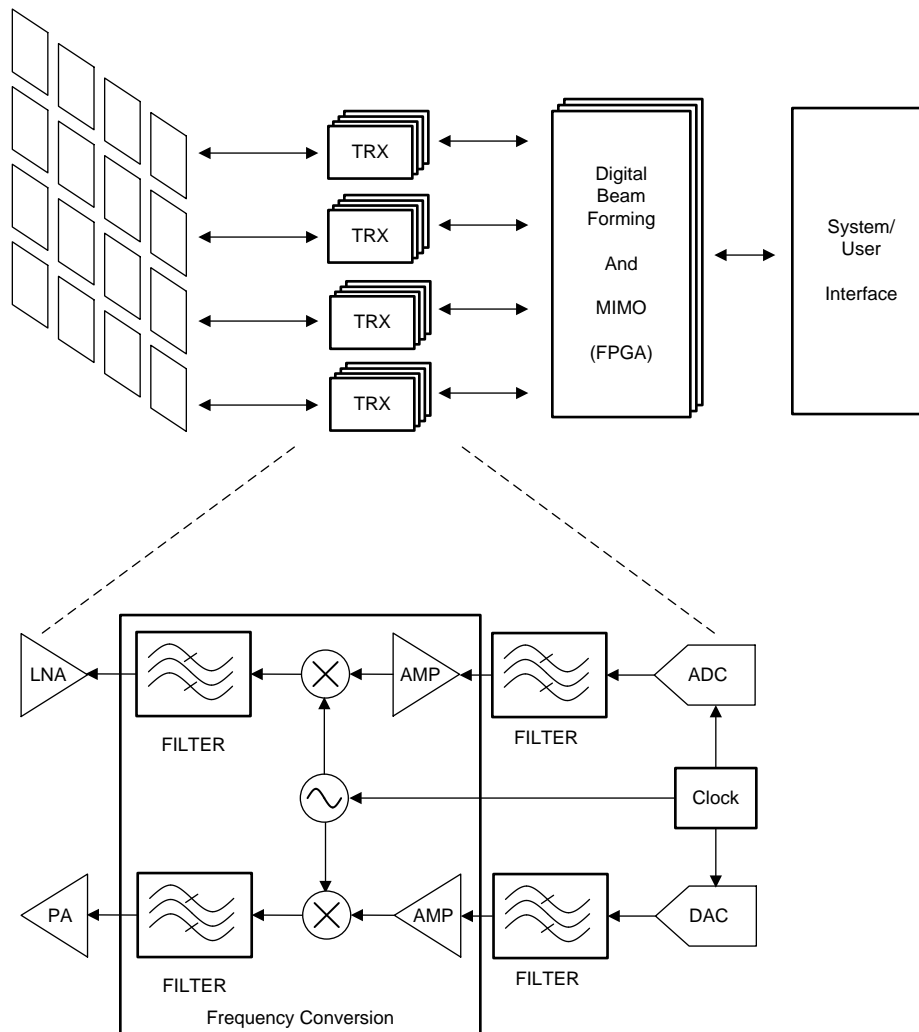 TRX
TRX
TRX
TRX
Digital
Beam
Forming
And
MIMO
(FPGA)
System/
User
Interface
LNA
FILTER
AMP
FILTER
ADC
Clock
PA
FILTER
AMP
FILTER
DAC
Frequency Conversion